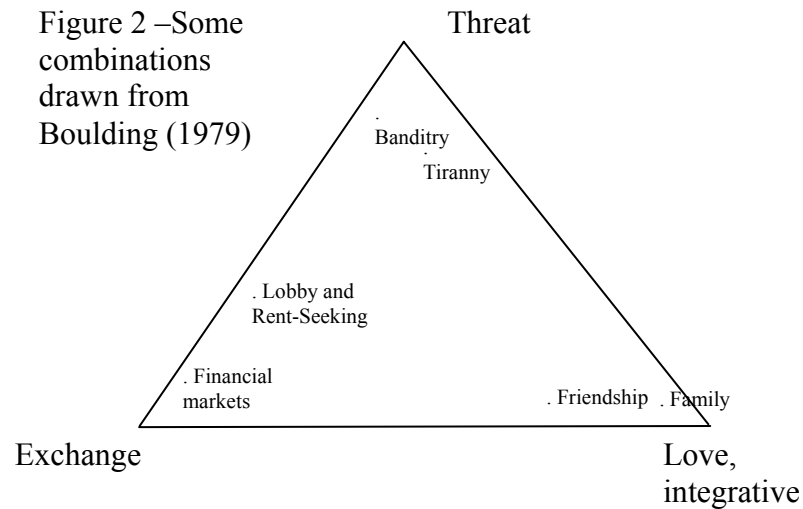 Figure 2 –Some
combinations
drawn from
Boulding (1979)
Threat
. Banditry
. Tiranny
. Lobby and
Rent-Seeking
. Financial
markets
. Friendship
. Family
Exchange
Love,
integrative